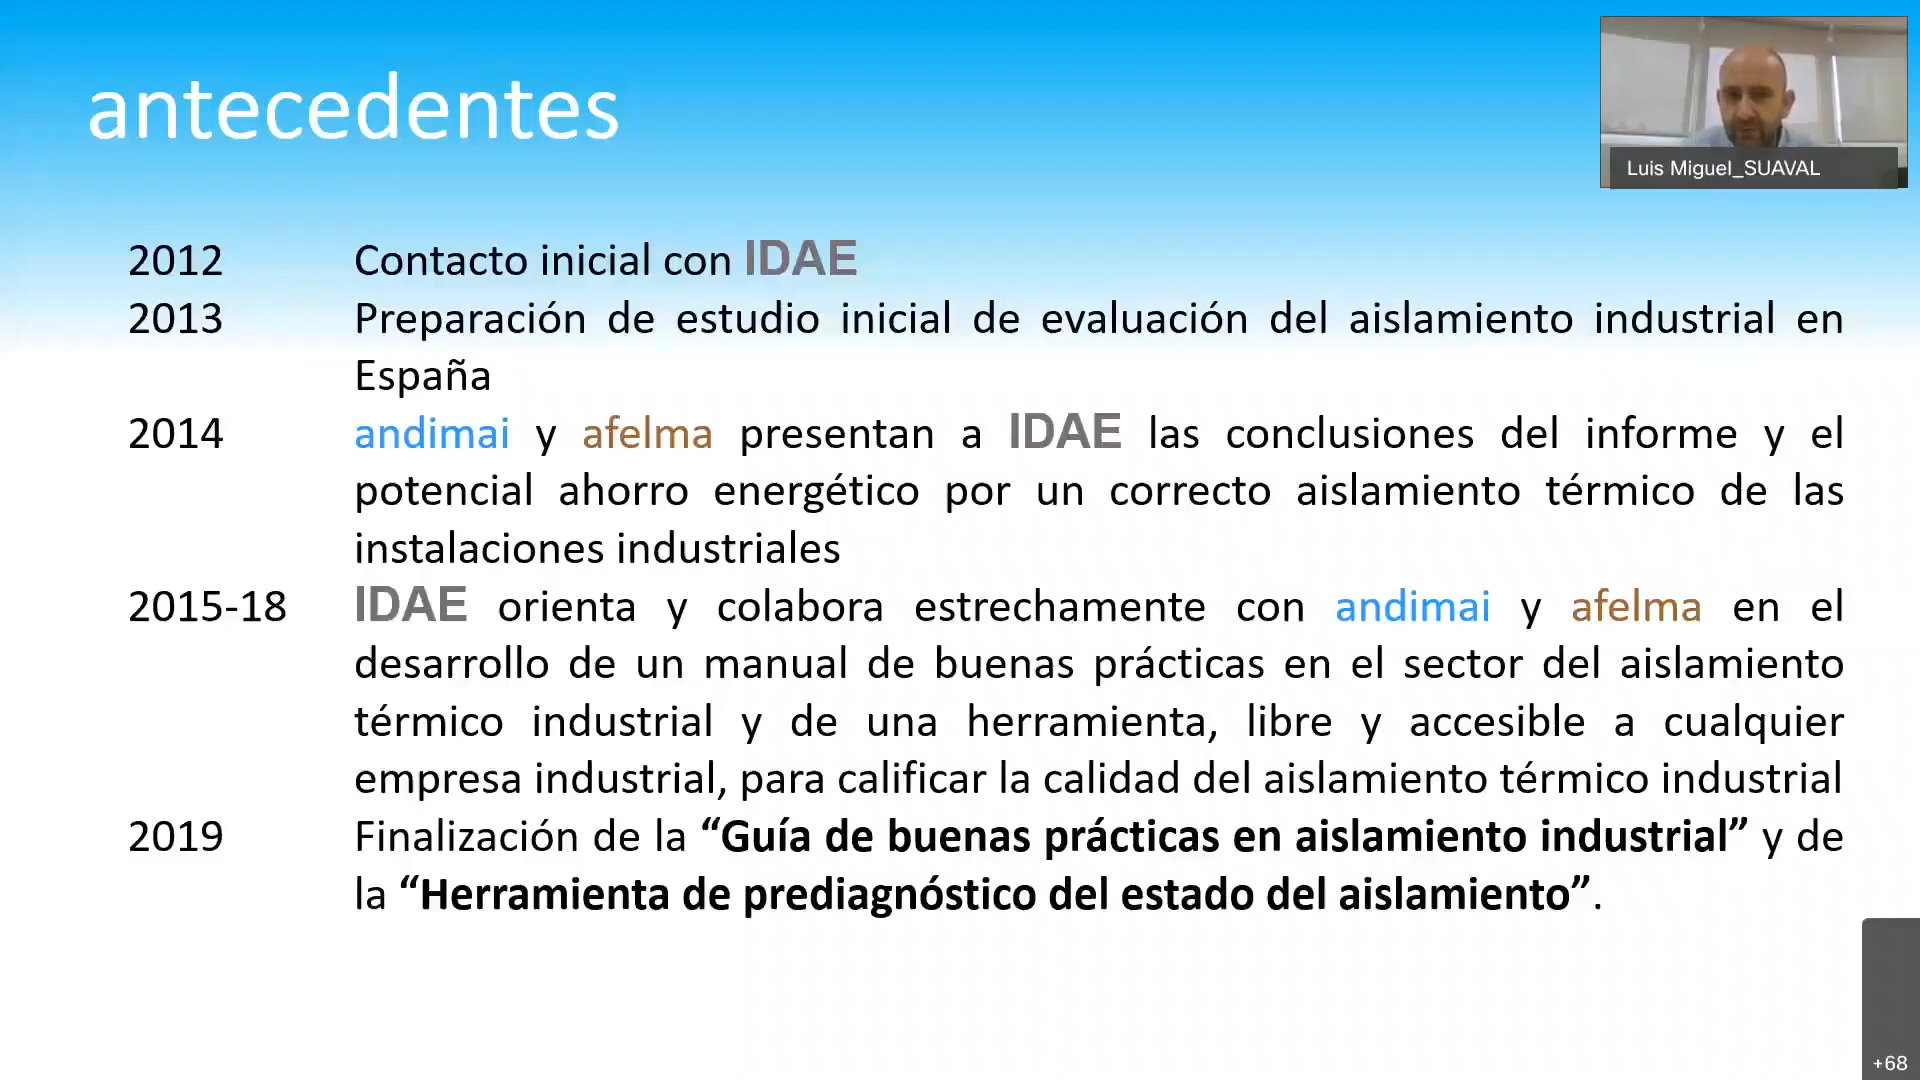 antecedentes
Luis Miguel_SUAVAL
2012 Contacto inicial con IDAE
2013 Preparación de estudio inicial de evaluación del aislamiento industrial en
España
2014 andimai y afelma presentan a IDAE las conclusiones del informe y el
potencial ahorro energético por un correcto aislamiento térmico de las
instalaciones industriales
2015-18 IDAE orienta y colabora estrechamente con andimai y afelma en el
desarrollo de un manual de buenas prácticas en el sector del aislamiento
térmico industrial y de una herramienta, libre y accesible a cualquier
empresa industrial, para calificar la calidad del aislamiento térmico industrial
2019 Finalización de la “Guía de buenas prácticas en aislamiento industrial” y de
la “Herramienta de prediagnóstico del estado del aislamiento”.
+68